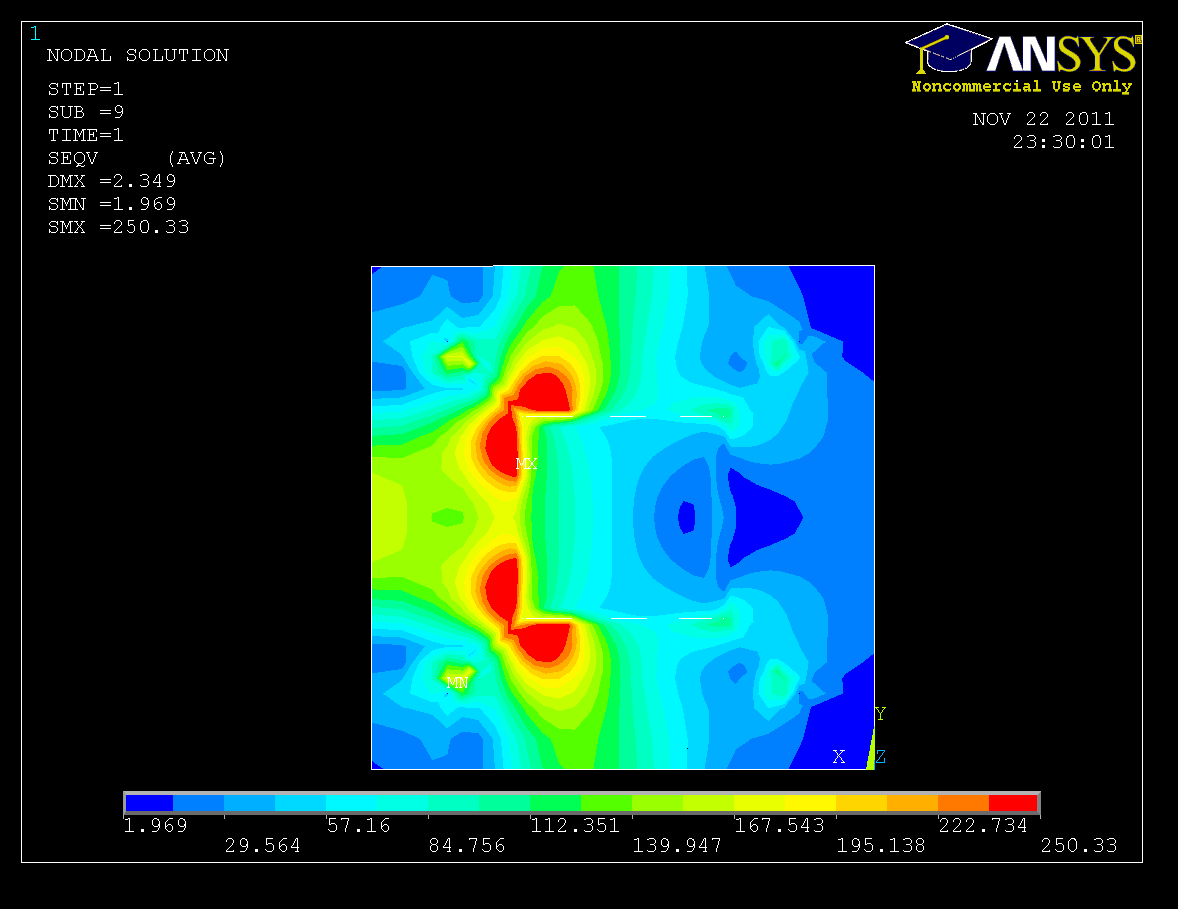 1
NODAL SOLUTION
STEP=1
SUB =9
TIME=1
SEQV (AVG)
DMX =2.349
SMN =1.969
SMX =250.33
ANSYS®
Noncommercial Use Only
NOV 22 2011
23:30:01
MX
MN
Y
X Z
1.969 57.16 112.351 167.543 222.734
29.564 84.756 139.947 195.138 250.33